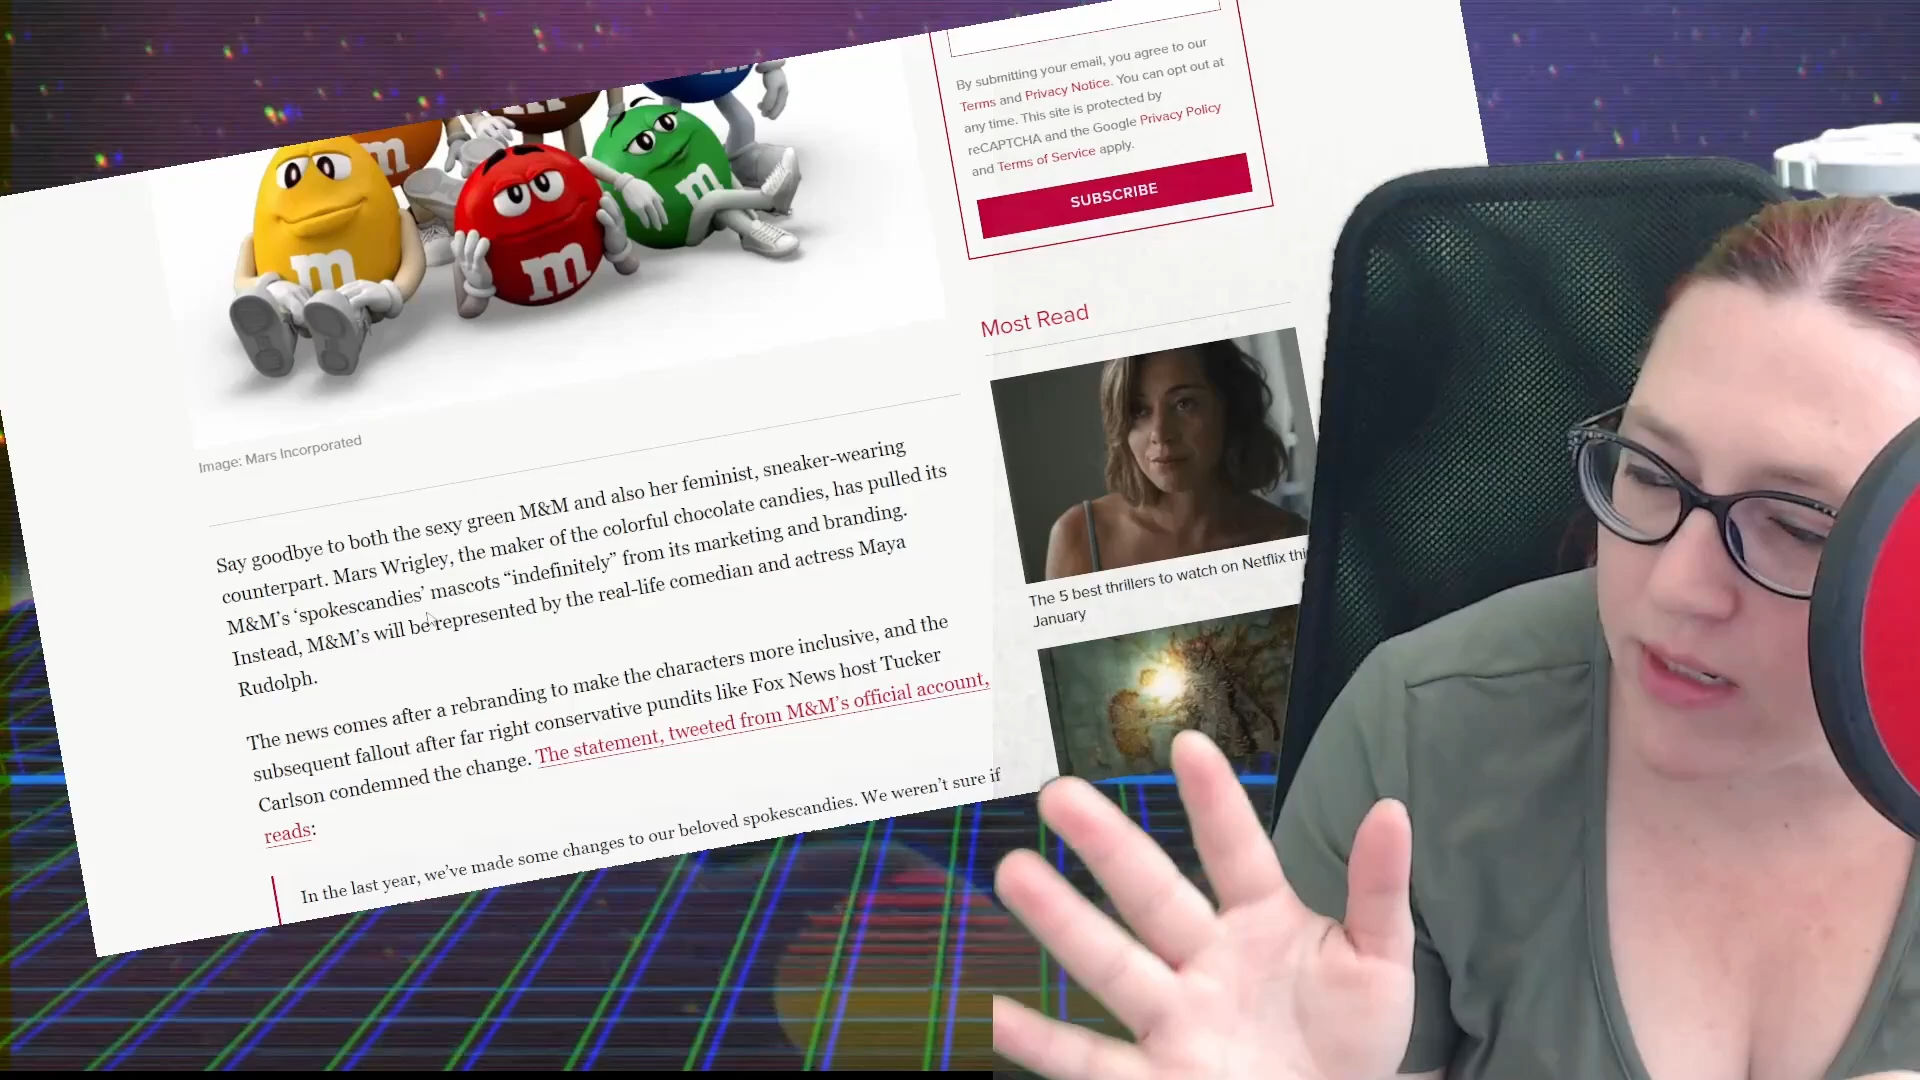 m
m
m
m
m
m
Image: Mars Incorporated
Say goodbye to both the sexy green M&M and also her feminist, sneaker-wearing
counterpart. Mars Wrigley, the maker of the colorful chocolate candies, has pulled its
M&M’s ‘spokescandies’ mascots “indefinitely” from its marketing and branding.
Instead, M&M’s will be represented by the real-life comedian and actress Maya
Rudolph.
The news comes after a rebranding to make the characters more inclusive, and the
subsequent fallout after far right conservative pundits like Fox News host Tucker
Carlson condemned the change. The statement, tweeted from M&M’s official account,
reads:
In the last year, we’ve made some changes to our beloved spokescandies. We weren’t sure if
By submitting your email, you agree to our
Terms and Privacy Notice. You can opt out at
any time. This site is protected by
reCAPTCHA and the Google Privacy Policy
and Terms of Service apply.
SUBSCRIBE
Most Read
The 5 best thrillers to watch on Netflix
January